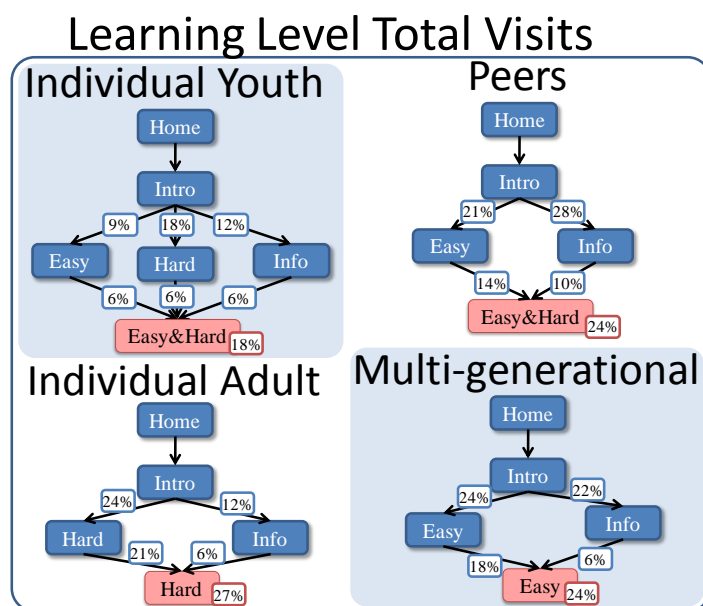 Learning Level Total Visits
Individual Youth
Home
Intro
9%
18%
12%
Easy
Hard
Info
6%
6%
6%
Easy&Hard
18%
Peers
Home
Intro
21%
28%
Easy
Info
14%
10%
Easy&Hard
24%
Individual Adult
Home
Intro
24%
12%
Hard
Info
21%
6%
Hard
27%
Multi-generational
Home
Intro
24%
22%
Easy
Info
18%
6%
Easy
24%